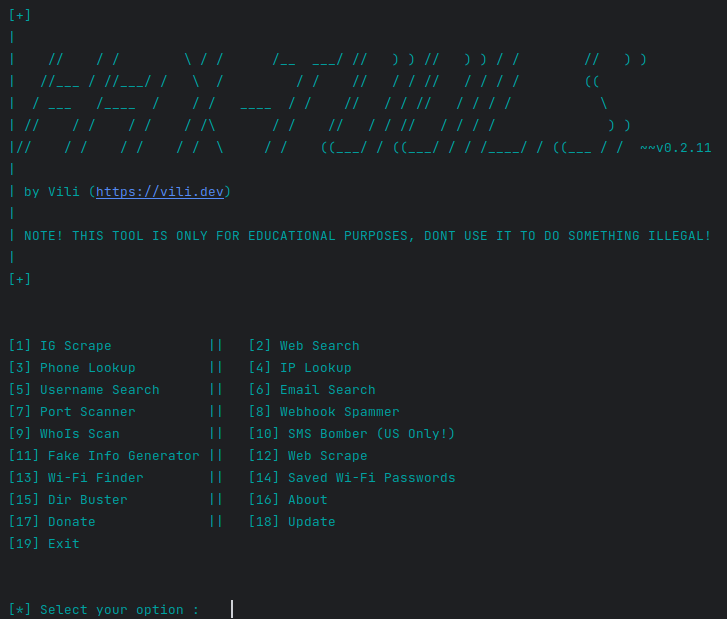 [+]
|
|    //    / /        \ / /      /__  ___/ //   ) ) //   ) ) / /        //   ) )
|   //___ / //___/ /   \  /         / /    //   / / //   / / / /        ((
|  / ___   /____  /    / /   ____  / /    //   / / //   / / / /           \
| //    / /    / /    / /\        / /    //   / / //   / / / /              ) )
|//    / /    / /    / /  \     / /    ((___/ / ((___/ / / /____/ / ((___ / /  ~~v0.2.11
|
| by Vili (https://vili.dev)
|
| NOTE! THIS TOOL IS ONLY FOR EDUCATIONAL PURPOSES, DONT USE IT TO DO SOMETHING ILLEGAL!
|
[+]
[1] IG Scrape || [2] Web Search
[3] Phone Lookup || [4] IP Lookup
[5] Username Search || [6] Email Search
[7] Port Scanner || [8] Webhook Spammer
[9] WhoIs Scan || [10] SMS Bomber (US Only!)
[11] Fake Info Generator || [12] Web Scrape
[13] Wi-Fi Finder || [14] Saved Wi-Fi Passwords
[15] Dir Buster || [16] About
[17] Donate || [18] Update
[19] Exit
[*] Select your option :